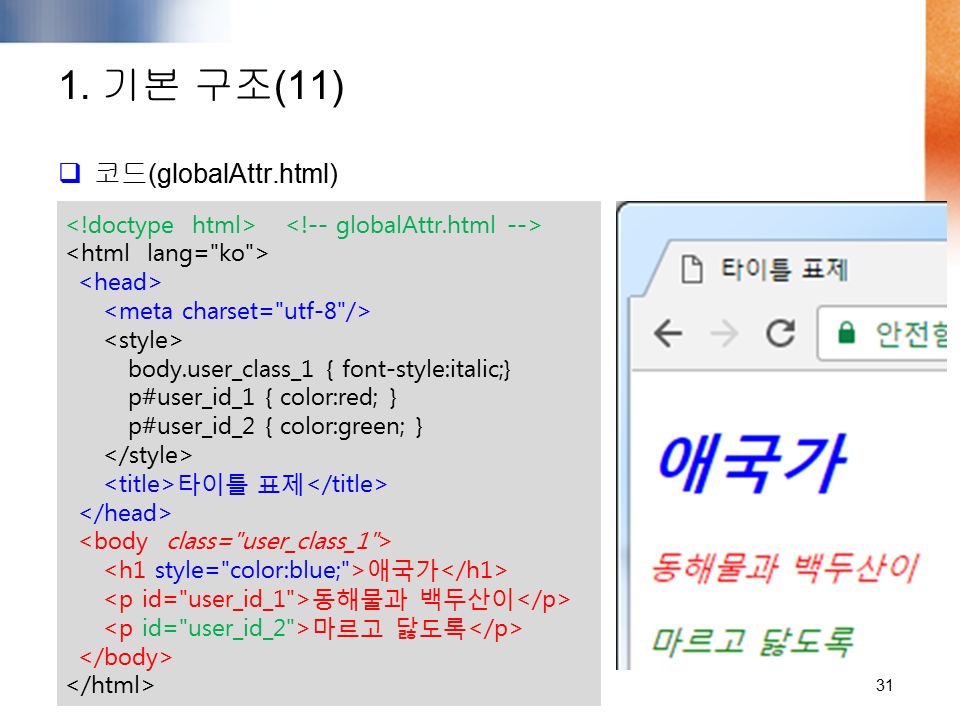 1. 기본 구조(11)
코드(globalAttr.html)
<!doctype html> <!-- globalAttr.html -->
<html lang="ko">
<head>
<meta charset="utf-8"/>
<style>
body.user_class_1 { font-style:italic;}
p#user_id_1 { color:red; }
p#user_id_2 { color:green; }
</style>
<title>타이틀 표제</title>
</head>
<body class="user_class_1">
<h1 style="color:blue;">애국가</h1>
<p id="user_id_1">동해물과 백두산이</p>
<p id="user_id_2">마르고 닳도록</p>
</body>
</html>
타이틀 표제
안전함
애국가
동해물과 백두산이
마르고 닳도록
31